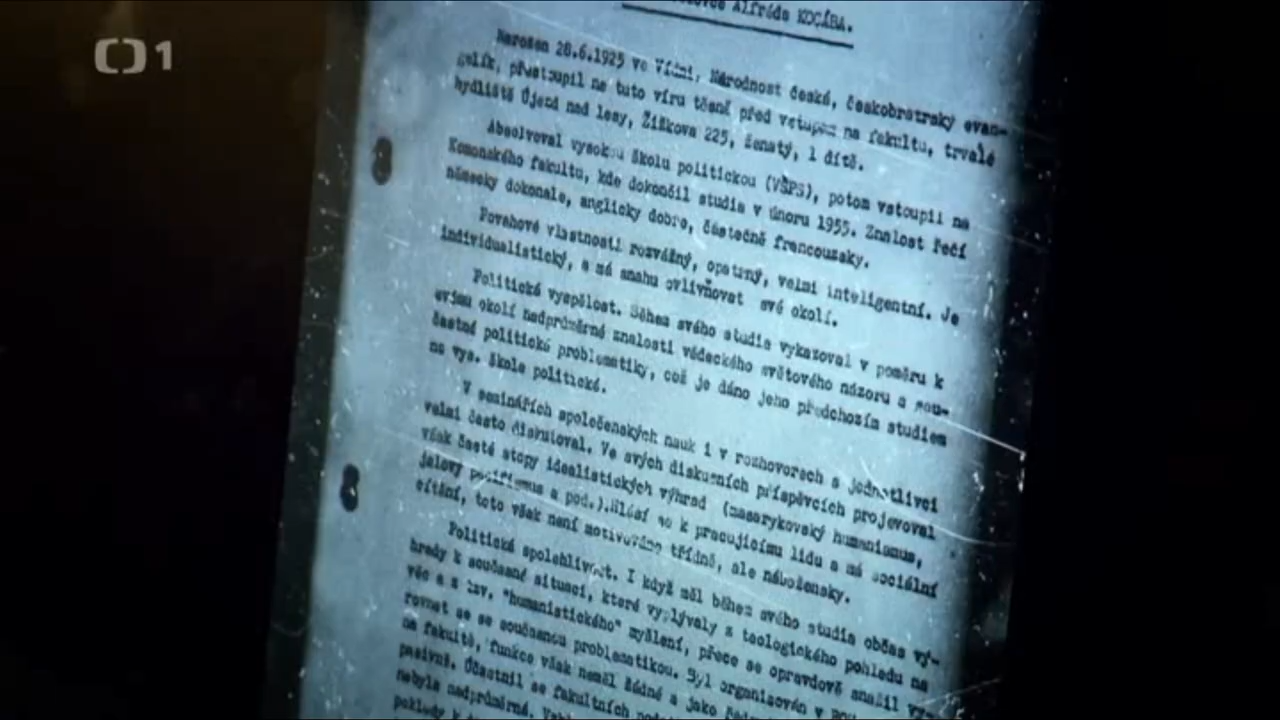 1
Alfréda KOCÁBA.
Narozen 28.6.1925 ve Vídni, Národnost česká, českobratrský evan-
gelík, přestoupil na tuto víru těsně před vstupem na fakultu, trvalé
bydliště Újezd nad lesy, Žižkova 225, ženatý, 1 dítě.
Absolvoval vysokou školu politickou (VŠPS), potom vstoupil na
Komenského fakultu, kde dokončil studia v únoru 1955. Znalost řečí
německy dokonale, anglicky dobře, částečně francouzsky.
Povahové vlastnosti rozvážný, opatrný, velmi inteligentní. Je
individualistický, a má snahu ovlivňovat své okolí.
Politická vyspělost. Během svého studia vykazoval v poměru k
svému okolí nadprůměrné znalosti vědeckého světového názoru a sou-
časné politické problematiky, což je dáno jeho předchozím studiem
na vys. škole politické.
V seminářích společenských nauk i v rozhovorech s jednotlivci
velmi často diskutoval. Ve svých diskusních příspěvcích projevoval
však časté stopy idealistických výhrad (masarykovský humanismus,
jalový pacifismus a pod.).Hlásí se k pracujícímu lidu a má sociální
cítění, toto však není motivováno třídně, ale nábožensky.
Politická spolehlivost. I když měl během svého studia občas vý-
hrady k současné situaci, které vyplývaly z teologického pohledu na
věc a z tzv. "humanistického" myšlení, přece se opravdově snažil vy-
rovnat se se současnou problematikou. Byl organisován v
na fakultě, funkce však neměl žádné a jako
pasivně. Účastnil se fakultních
nebyla nadprůměrná.